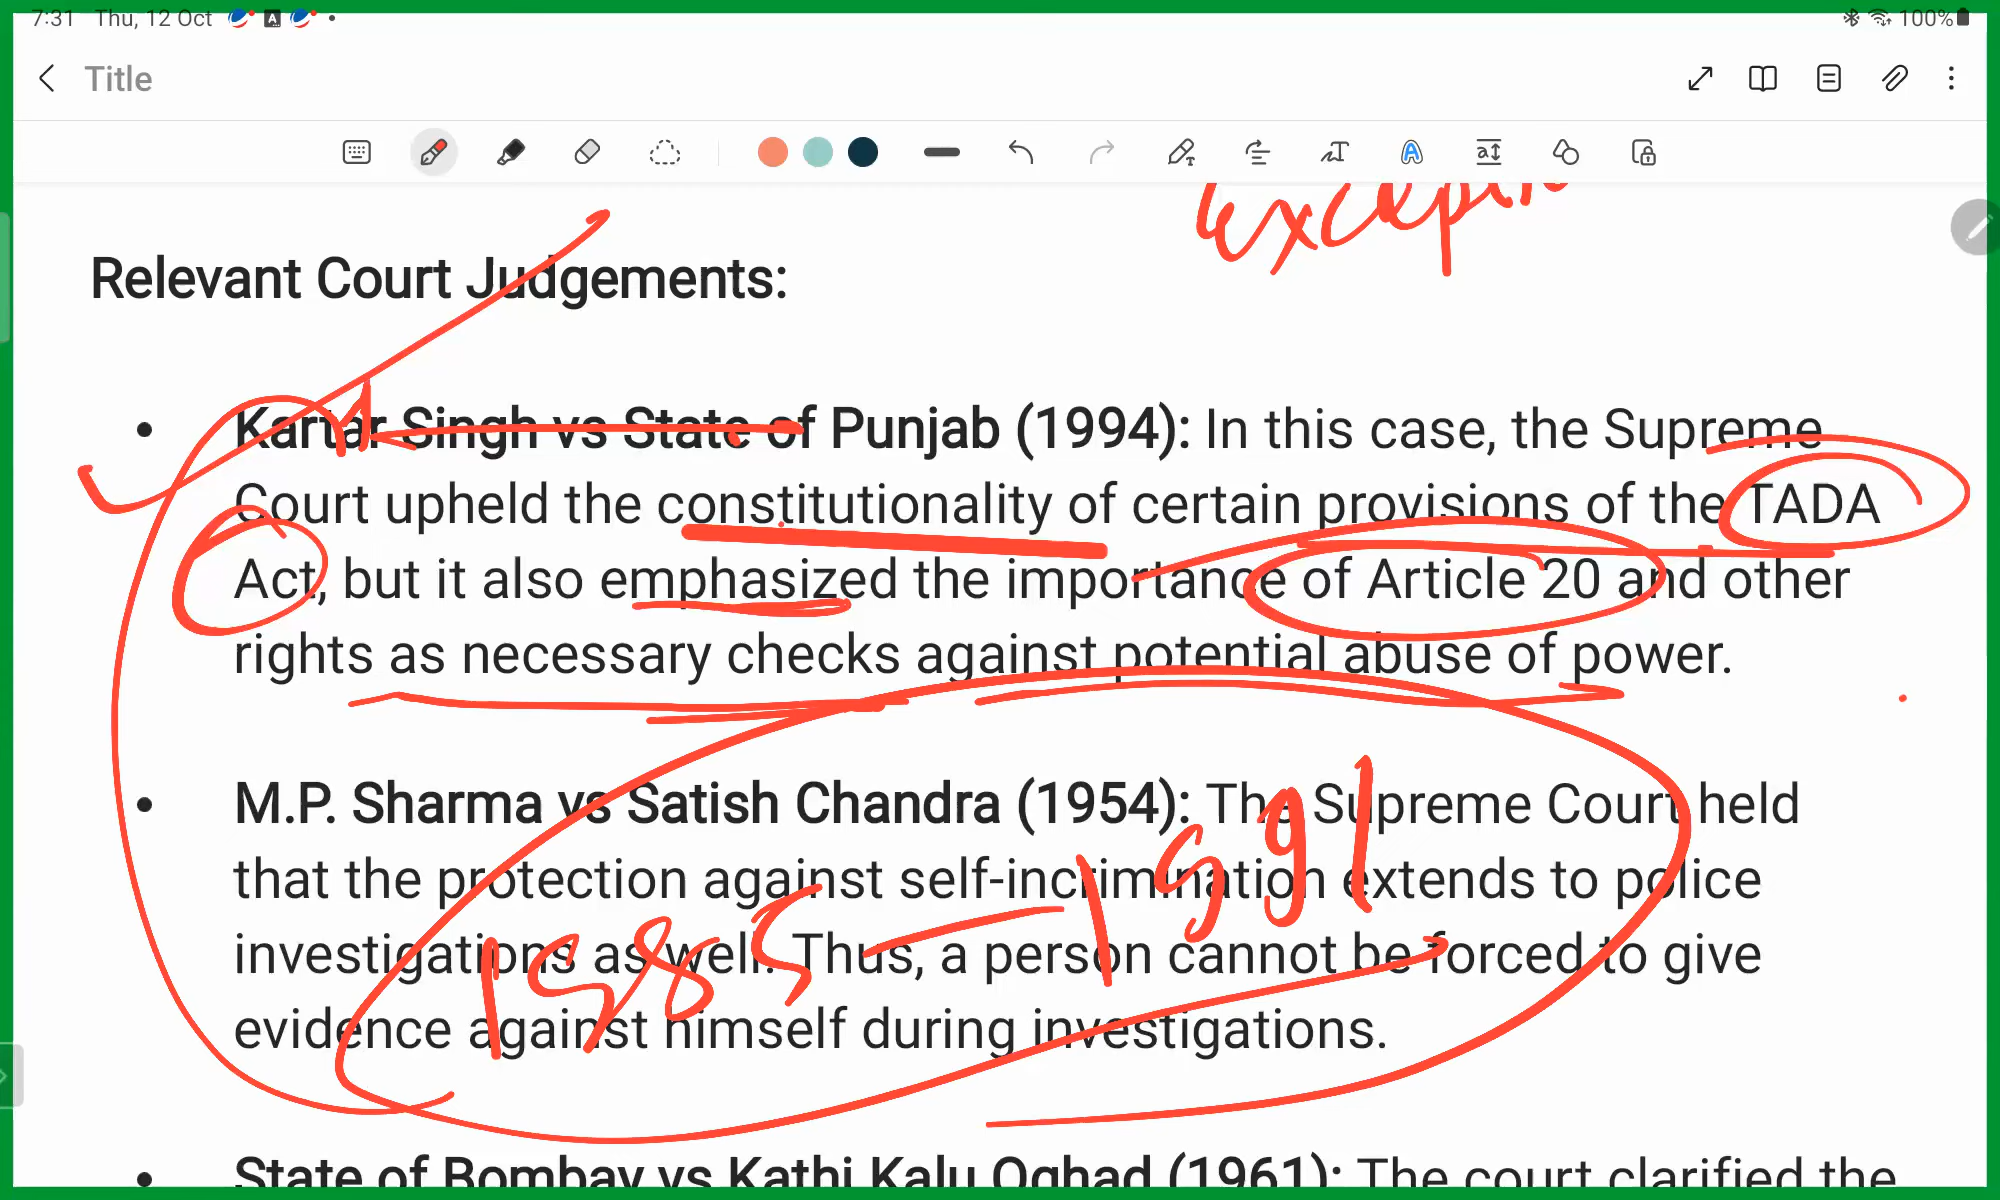 7:31 Thu, 12 Oct 100%
Title
Relevant Court Judgements:
• Kartar Singh vs State of Punjab (1994): In this case, the Supreme
Court upheld the constitutionality of certain provisions of the TADA
Act, but it also emphasized the importance of Article 20 and other
rights as necessary checks against potential abuse of power.
• M.P. Sharma vs Satish Chandra (1954): The Supreme Court held
that the protection against self-incrimination extends to police
investigations as well. Thus, a person cannot be forced to give
evidence against himself during investigations.
1985-1991
• State of Bombay vs Kathi Kalu Oghad (1961): The court clarified the